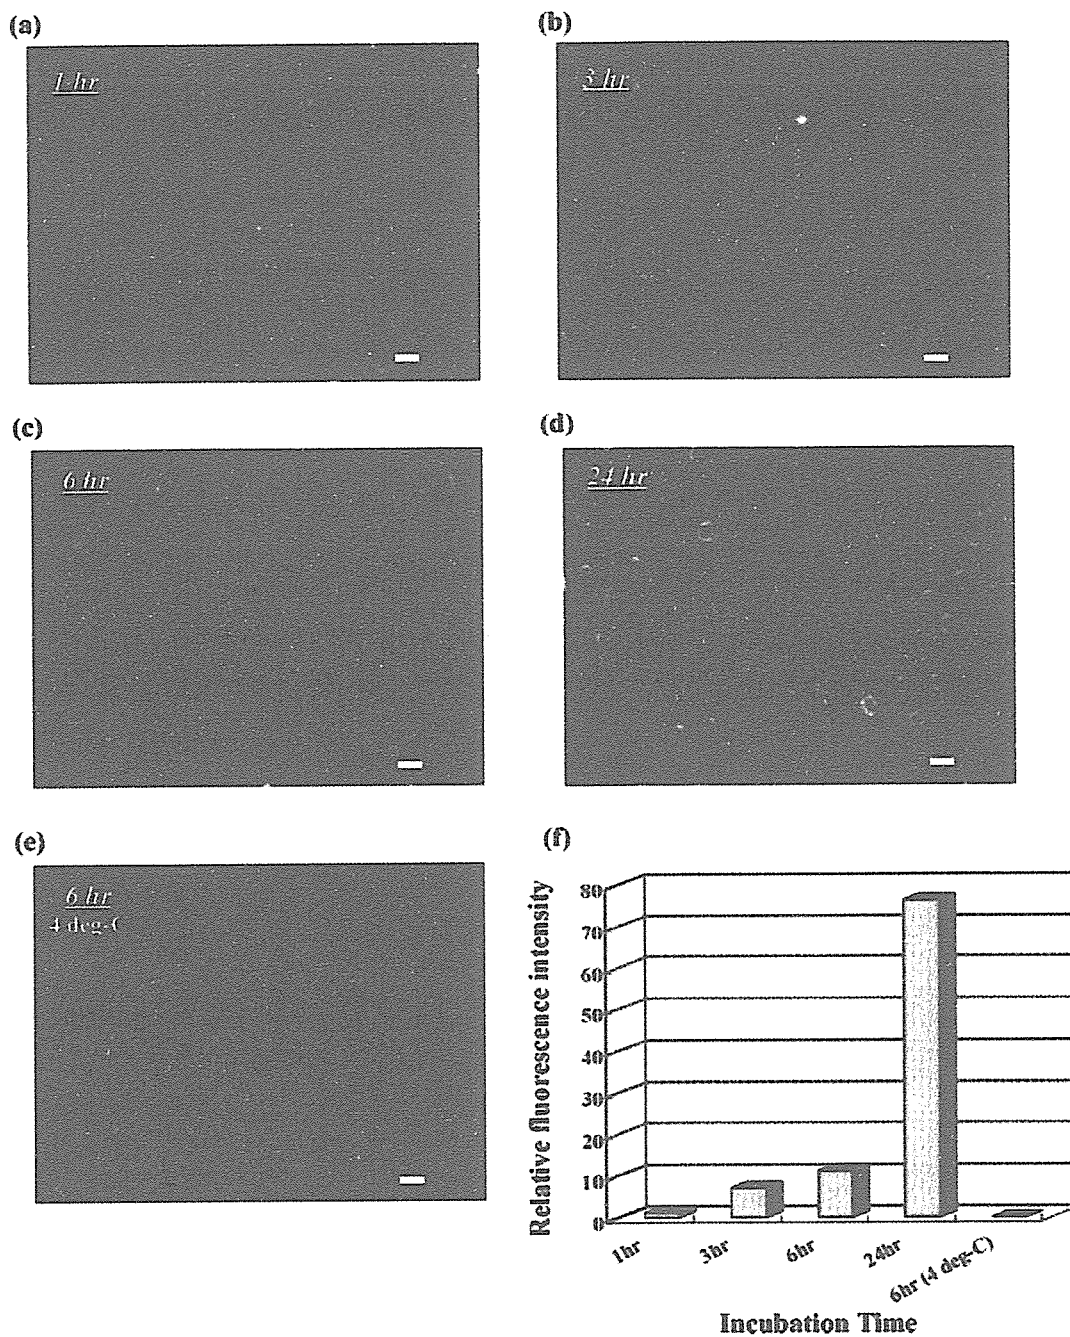 (a)
1 hr
(b)
3 hr
(c)
6 hr
(d)
24 hr
(e)
6 hr
4 deg-C
(f)
Relative fluorescence intensity
80
70
60
50
40
30
20
10
0
1hr
3hr
6hr
24hr
6hr (4 deg-C)
Incubation Time